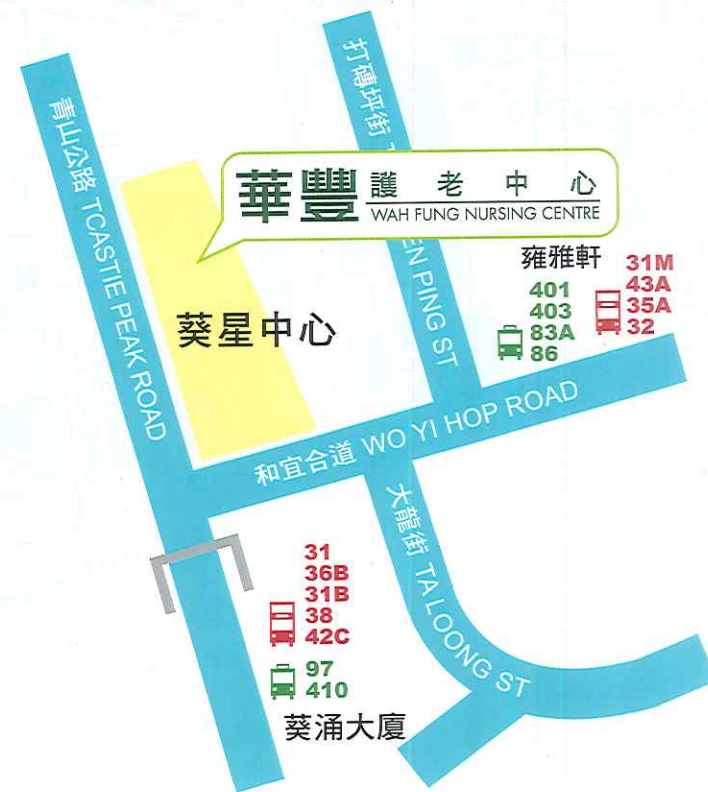 青山公路 TCASTIE PEAK ROAD
打磚坪街 T
EN PING ST
華豐 護老中心
WAH FUNG NURSING CENTRE
雍雅軒
401
403
83A
86
31M
43A
35A
32
葵星中心
和宜合道 WO YI HOP ROAD
大龍街 TA LOONG ST
31
36B
31B
38
42C
97
410
葵涌大廈